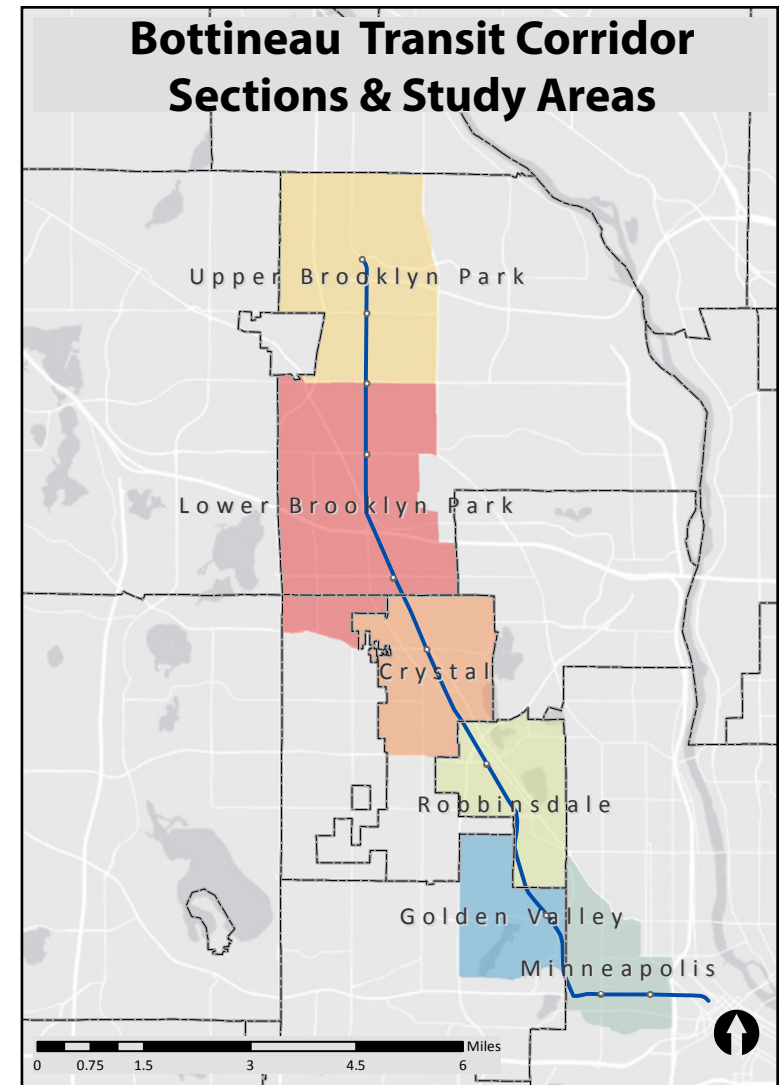 Bottineau Transit Corridor
Sections & Study Areas
Upper Brooklyn Park
Lower Brooklyn Park
Crystal
Robbinsdale
Golden Valley
Minneapolis
Miles
0 0.75 1.5 3 4.5 6